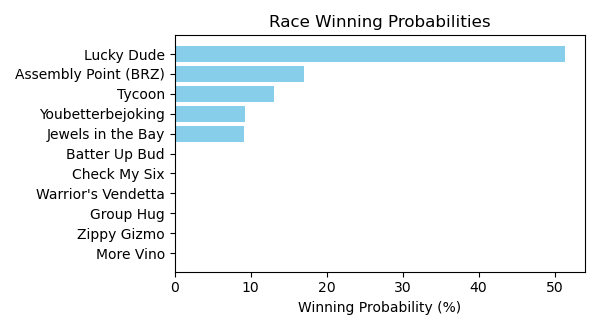 Race Winning Probabilities
Lucky Dude
Assembly Point (BRZ)
Tycoon
Youbetterbejoking
Jewels in the Bay
Batter Up Bud
Check My Six
Warrior's Vendetta
Group Hug
Zippy Gizmo
More Vino
0 10 20 30 40 50
Winning Probability (%)